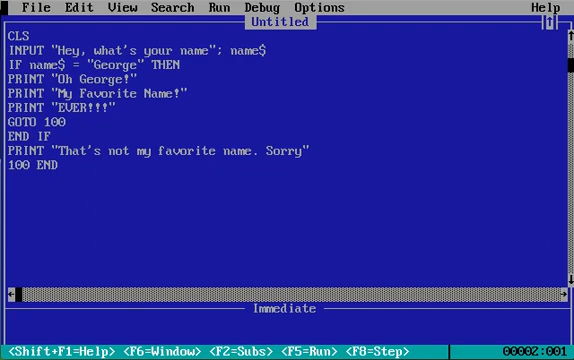 File Edit View Search Run Debug Options Help
Untitled
CLS
INPUT "Hey, what's your name"; name$
IF name$ = "George" THEN
PRINT "Oh George!"
PRINT "My Favorite Name!"
PRINT "EVER!!!"
GOTO 100
END IF
PRINT "That's not my favorite name. Sorry"
100 END
Immediate
<Shift+F1=Help> <F6=Window> <F2=Subs> <F5=Run> <F8=Step> 00002:001